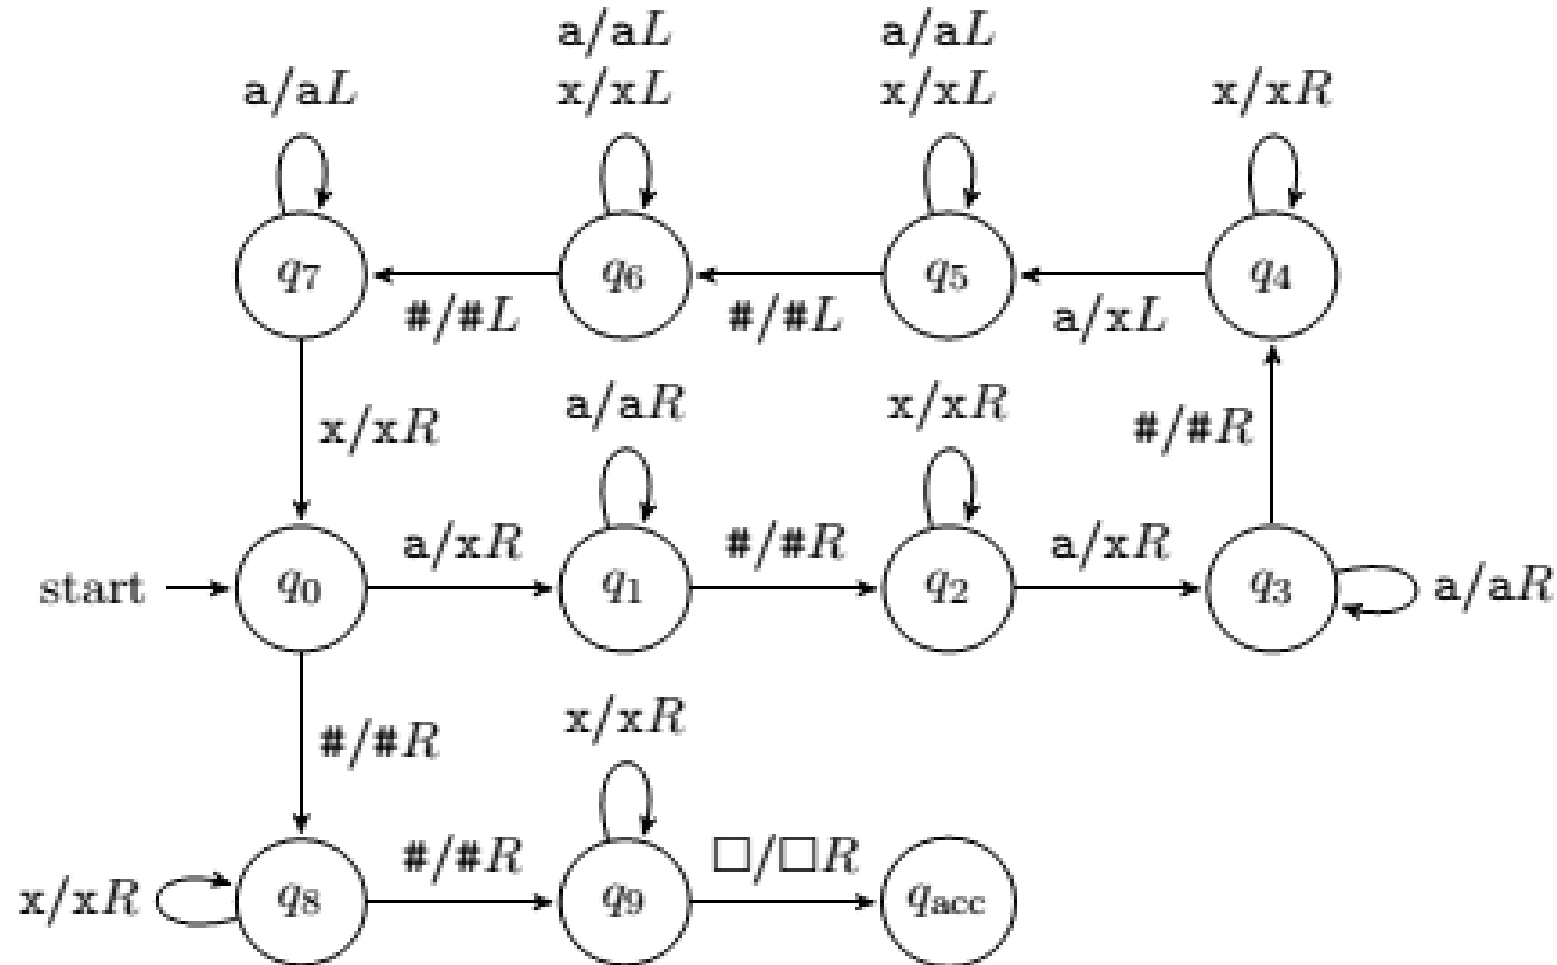 a/aL a/aL
a/aL x/xL x/xL x/xR
q7 q6 q5 q4
#/#L #/#L a/xL
x/xR a/aR x/xR #/#R
a/xR #/#R a/xR
start q0 q1 q2 q3 a/aR
#/#R x/xR
#/#R □/□R
x/xR q8 q9 qacc